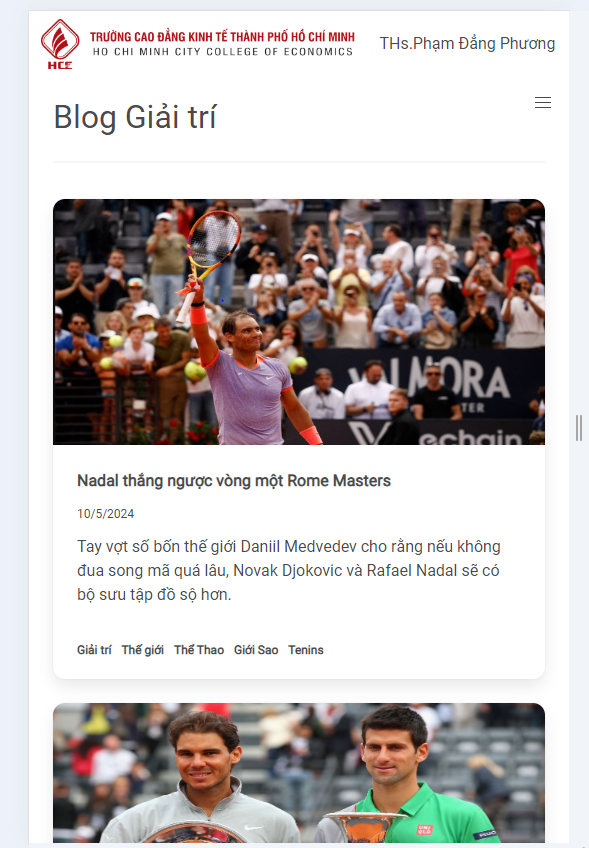 TRƯỜNG CAO ĐẲNG KINH TẾ THÀNH PHỐ HỒ CHÍ MINH
HO CHI MINH CITY COLLEGE OF ECONOMICS
THs.Phạm Đẳng Phương
HCE
Blog Giải trí
VALMORA
TER
echain
Nadal thắng ngược vòng một Rome Masters
10/5/2024
Tay vợt số bốn thế giới Daniil Medvedev cho rằng nếu không
đua song mã quá lâu, Novak Djokovic và Rafael Nadal sẽ có
bộ sưu tập đồ sộ hơn.
Giải trí Thế giới Thể Thao Giới Sao Tenins